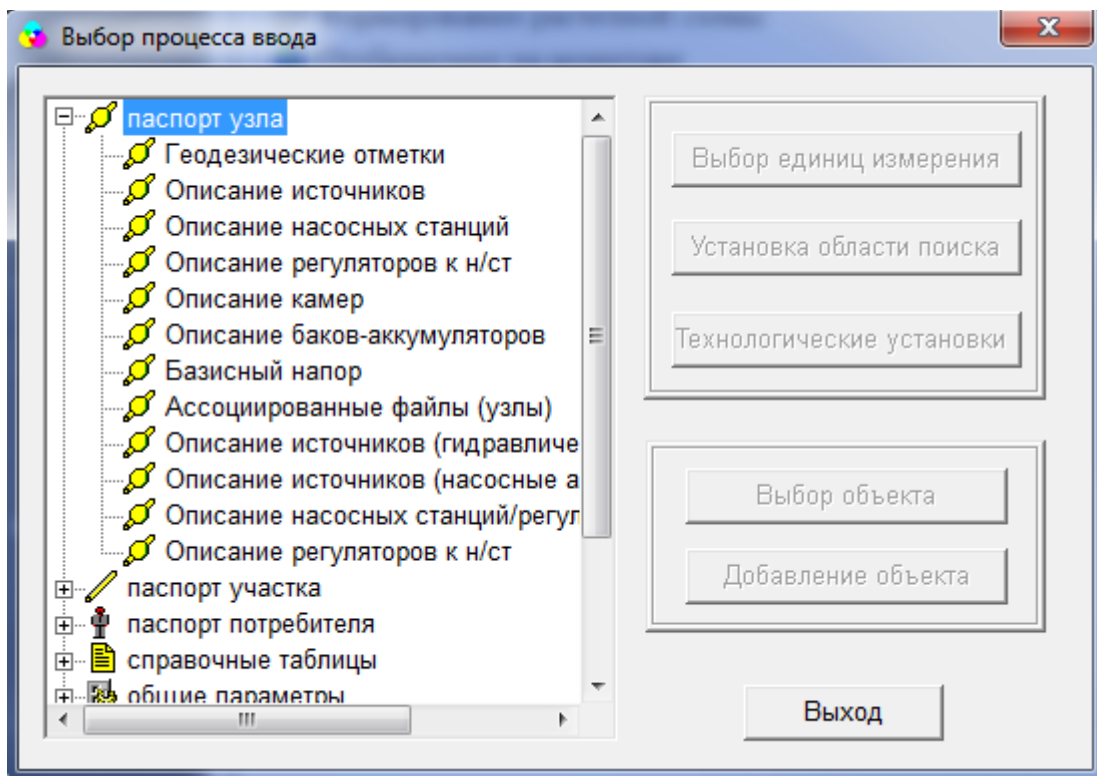 Выбор процесса ввода
паспорт узла
Геодезические отметки
Описание источников
Описание насосных станций
Описание регуляторов к н/ст
Описание камер
Описание баков-аккумуляторов
Базисный напор
Ассоциированные файлы (узлы)
Описание источников (гидравличе
Описание источников (насосные а
Описание насосных станций/регул
Описание регуляторов к н/ст
паспорт участка
паспорт потребителя
справочные таблицы
общие параметры
Выбор единиц измерения
Установка области поиска
Технологические установки
Выбор объекта
Добавление объекта
Выход